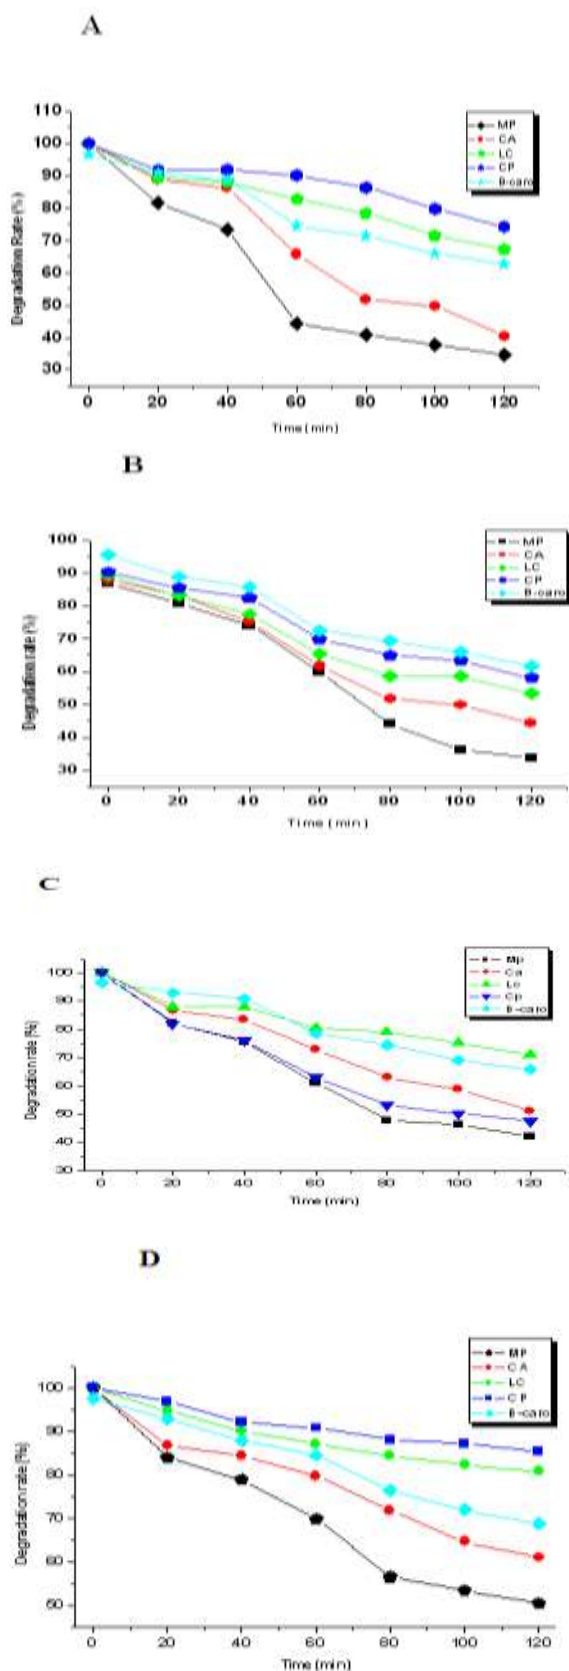 A
110
100
90
80
70
60
50
40
30
Degradation Rate (%)
0 20 40 60 80 100 120
Time (min)
MP
CA
LC
CP
B-caro
B
100
90
80
70
60
50
40
30
Degradation rate (%)
0 20 40 60 80 100 120
Time (min)
MP
CA
LC
CP
B-caro
C
100
90
80
70
60
50
40
30
Degradation rate (%)
0 20 40 60 80 100 120
Time (min)
Mp
Ca
Lc
Cp
B-caro
D
100
90
80
70
60
50
Degradation rate (%)
0 20 40 60 80 100 120
Time (min)
MP
CA
LC
CP
B-caro